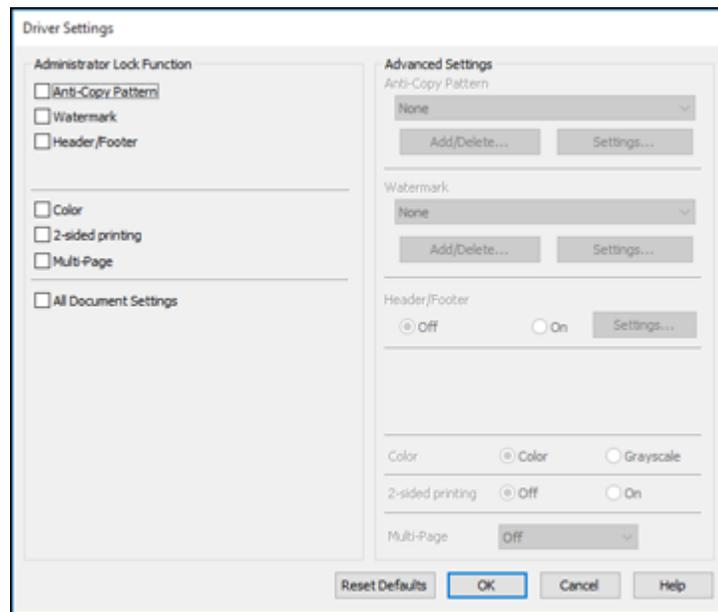 Driver Settings
Administrator Lock Function
Anti-Copy Pattern
Watermark
Header/Footer
Color
2-sided printing
Multi-Page
All Document Settings
Advanced Settings
Anti-Copy Pattern
None
Add/Delete... Settings...
Watermark
None
Add/Delete... Settings...
Header/Footer
Off On Settings...
Color Color Grayscale
2-sided printing Off On
Multi-Page Off
Reset Defaults OK Cancel Help